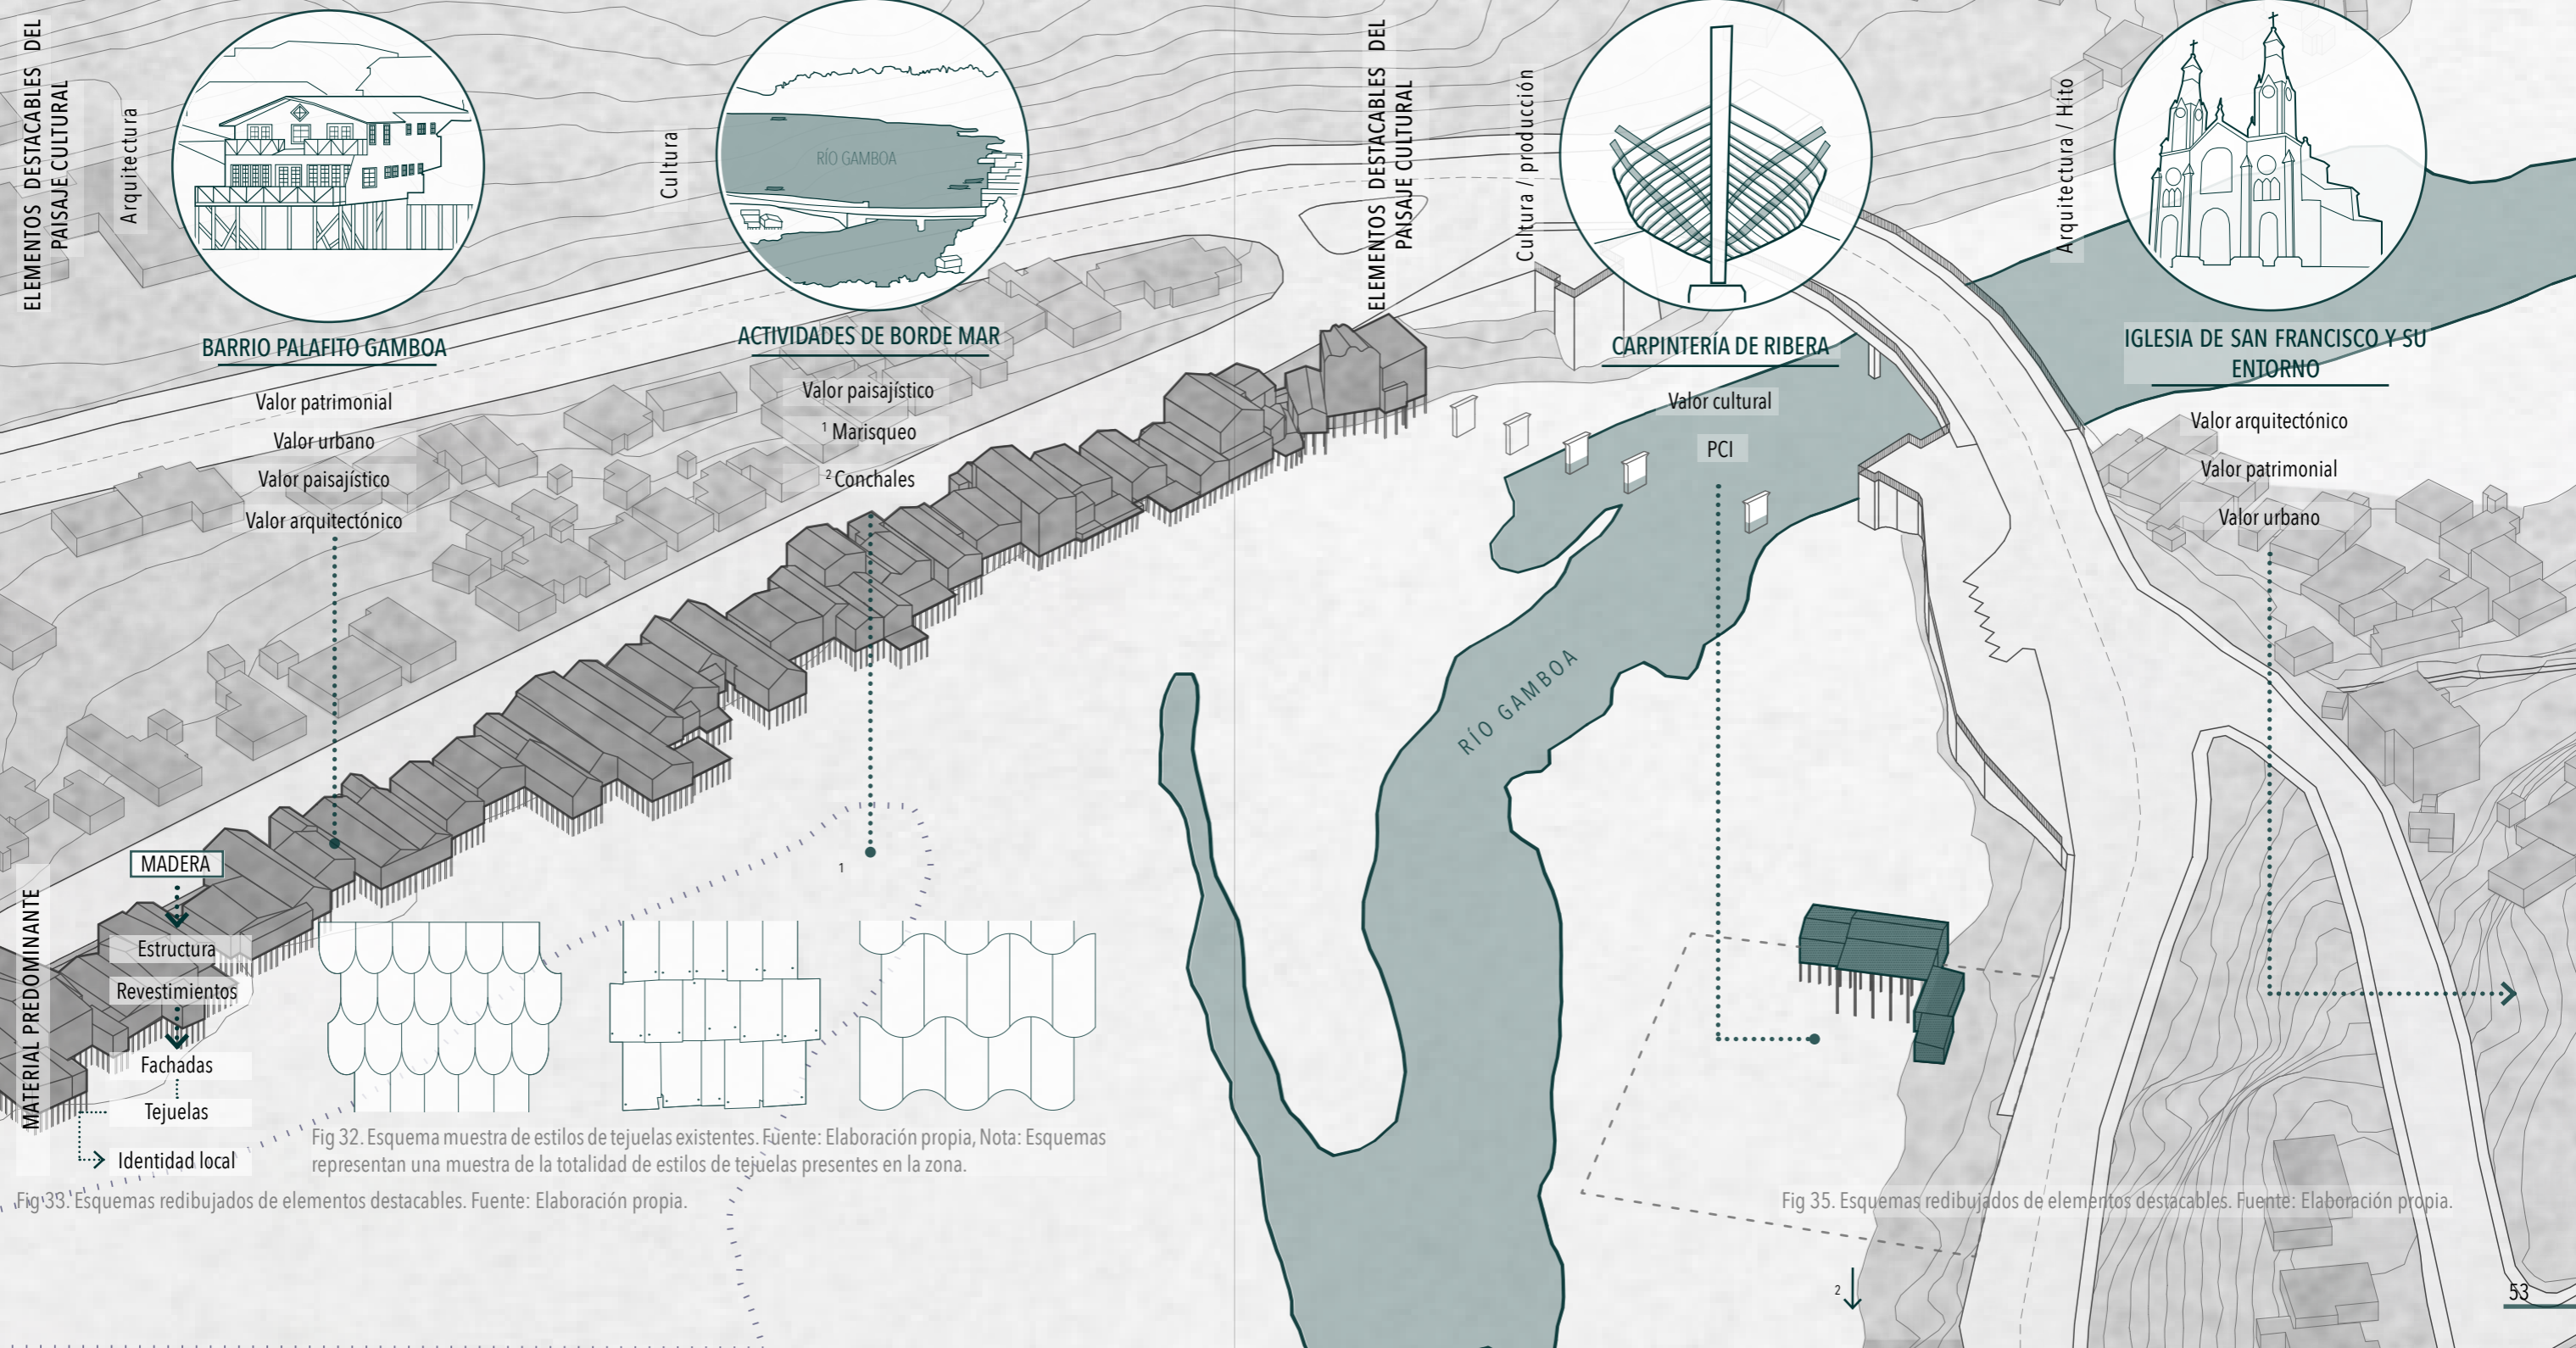 ELEMENTOS DESTACABLES DEL
PAISAJE CULTURAL
Arquitectura
BARRIO PALAFITO GAMBOA
Valor patrimonial
Valor urbano
Valor paisajístico
Valor arquitectónico
Cultura
RÍO GAMBOA
ACTIVIDADES DE BORDE MAR
Valor paisajístico
1 Marisqueo
2 Conchales
ELEMENTOS DESTACABLES DEL
PAISAJE CULTURAL
Cultura / producción
CARPINTERÍA DE RIBERA
Valor cultural
PCI
Arquitectura / Hito
IGLESIA DE SAN FRANCISCO Y SU
ENTORNO
Valor arquitectónico
Valor patrimonial
Valor urbano
RÍO GAMBOA
1
MATERIAL PREDOMINANTE
MADERA
Estructura
Revestimientos
Fachadas
Tejuelas
Identidad local
Fig 32. Esquema muestra de estilos de tejuelas existentes. Fuente: Elaboración propia, Nota: Esquemas
representan una muestra de la totalidad de estilos de tejuelas presentes en la zona.
Fig 33. Esquemas redibujados de elementos destacables. Fuente: Elaboración propia.
Fig 35. Esquemas redibujados de elementos destacables. Fuente: Elaboración propia.
2
53